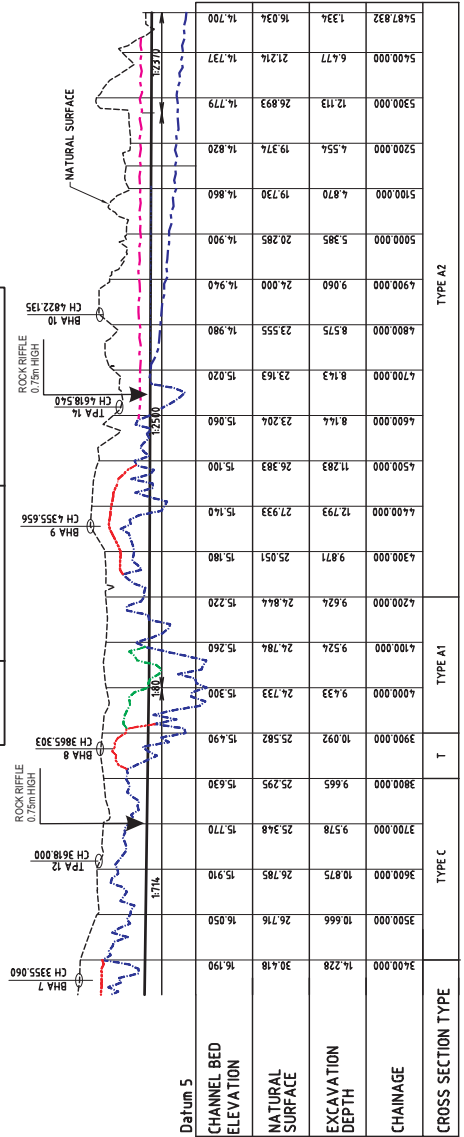 BHA 7
CH 3355.060
TPA 12
CH 3618.000
ROCK RIFFLE
0.75m HIGH
BHA 8
CH 3865.303
BHA 9
CH 4355.656
TPA 14
CH 4618.540
ROCK RIFFLE
0.75m HIGH
BHA 10
CH 4822.135
NATURAL SURFACE
1:714
1:80
1:2500
1:2370
Datum 5
CHANNEL BED
ELEVATION
16.190 16.050 15.910 15.770 15.630 15.490 15.300 15.260 15.220 15.180 15.140 15.100 15.060 15.020 14.980 14.940 14.900 14.860 14.820 14.779 14.737 14.700
NATURAL
SURFACE
30.418 26.716 26.785 25.348 25.295 25.582 24.733 24.784 24.844 25.051 27.933 26.383 23.204 23.163 23.555 24.000 20.285 19.730 19.374 26.893 21.214 16.034
EXCAVATION
DEPTH
14.228 10.666 10.875 9.578 9.665 10.092 9.433 9.524 9.624 9.871 12.793 11.283 8.144 8.143 8.575 9.060 5.385 4.870 4.554 12.113 6.477 1.334
CHAINAGE
3400.000 3500.000 3600.000 3700.000 3800.000 3900.000 4000.000 4100.000 4200.000 4300.000 4400.000 4500.000 4600.000 4700.000 4800.000 4900.000 5000.000 5100.000 5200.000 5300.000 5400.000 5487.832
CROSS SECTION TYPE
TYPE C T TYPE A1 TYPE A2